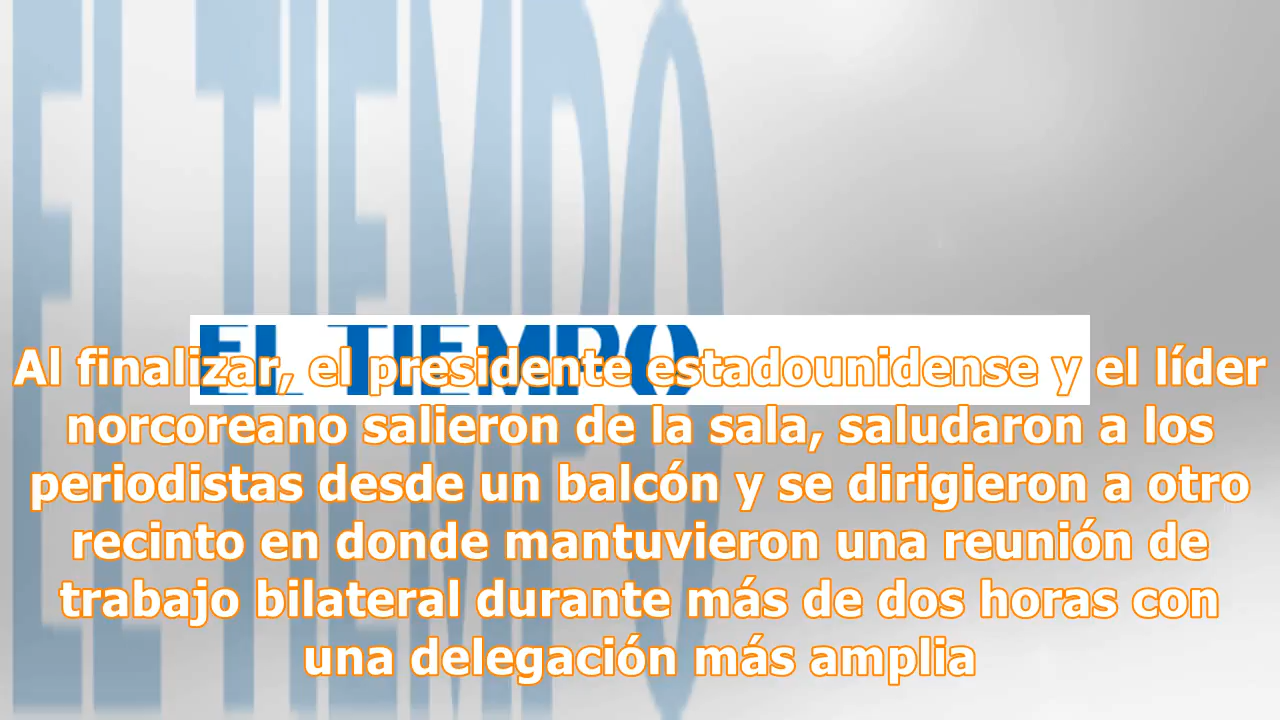 EL TIEMPO
EL TIEMPO
Al finalizar, el presidente estadounidense y el líder
norcoreano salieron de la sala, saludaron a los
periodistas desde un balcón y se dirigieron a otro
recinto en donde mantuvieron una reunión de
trabajo bilateral durante más de dos horas con
una delegación más amplia